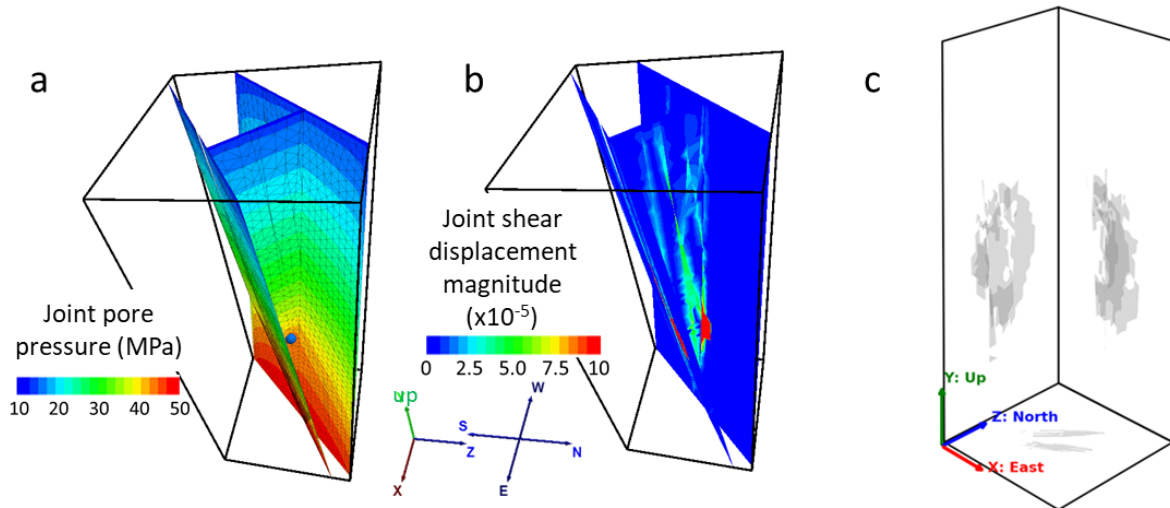 a
b
c
Joint pore
pressure (MPa)
10 20 30 40 50
Joint shear
displacement
magnitude
(x10⁻⁵)
0 2.5 5 7.5 10
up
Z
X
W
S
N
E
Y: Up
Z: North
X: East